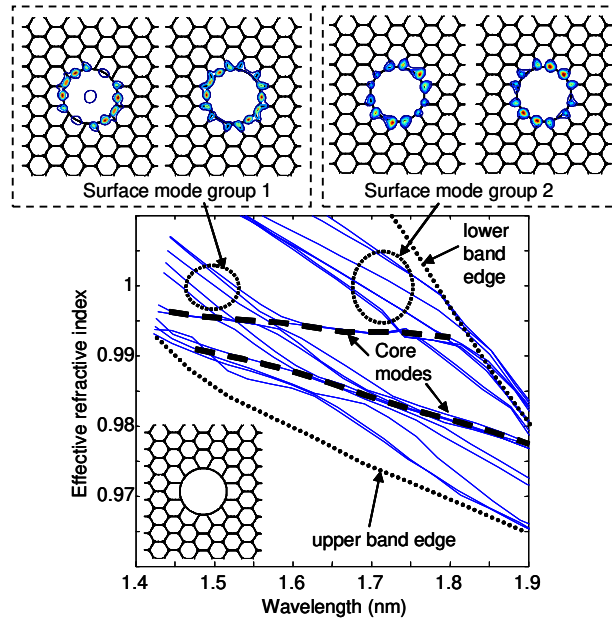 Surface mode group 1
Surface mode group 2
lower
band
edge
1
0.99
0.98
0.97
Effective refractive index
Core
modes
upper band edge
1.4
1.5
1.6
1.7
1.8
1.9
Wavelength (nm)